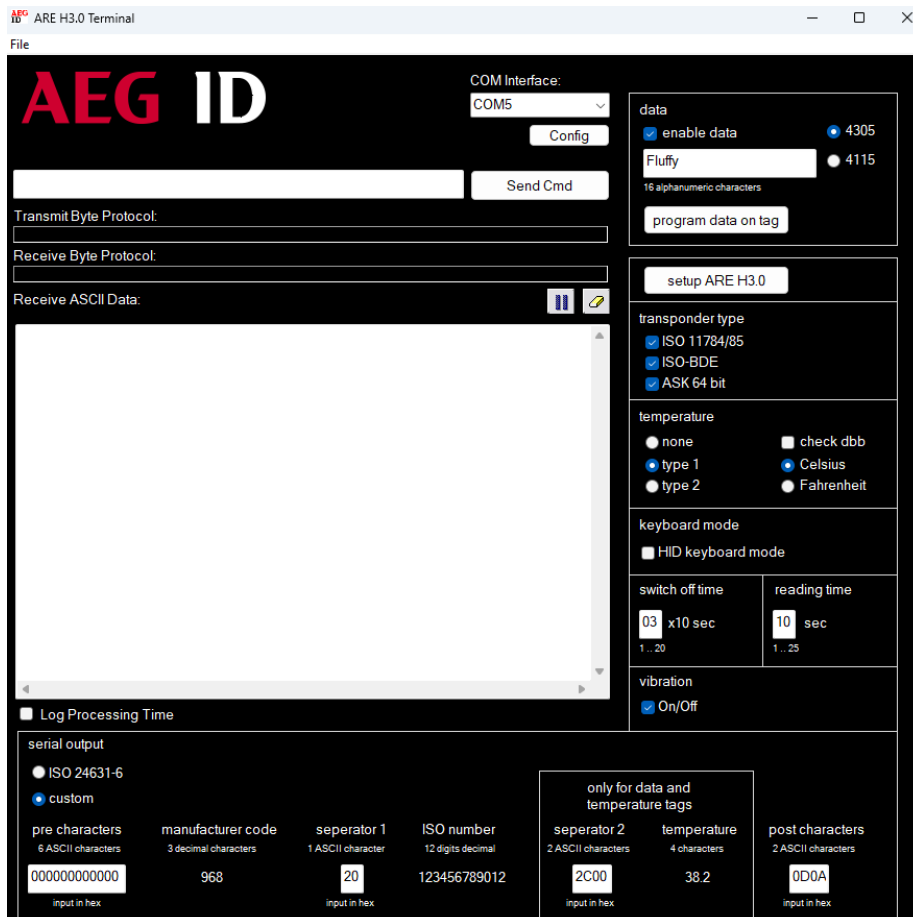 AEG ID ARE H3.0 Terminal
File
AEG ID
COM Interface:
COM5
Config
Send Cmd
Transmit Byte Protocol:
Receive Byte Protocol:
Receive ASCII Data:
Log Processing Time
data
enable data
4305
Fluffy
4115
16 alphanumeric characters
program data on tag
setup ARE H3.0
transponder type
ISO 11784/85
ISO-BDE
ASK 64 bit
temperature
none
check dbb
type 1
Celsius
type 2
Fahrenheit
keyboard mode
HID keyboard mode
switch off time
03 x10 sec
1 .. 20
reading time
10 sec
1 .. 25
vibration
On/Off
serial output
ISO 24631-6
custom
only for data and
temperature tags
pre characters
6 ASCII characters
000000000000
input in hex
manufacturer code
3 decimal characters
968
seperator 1
1 ASCII character
20
input in hex
ISO number
12 digits decimal
123456789012
seperator 2
2 ASCII characters
2C00
input in hex
temperature
4 characters
38.2
post characters
2 ASCII characters
0D0A
input in hex